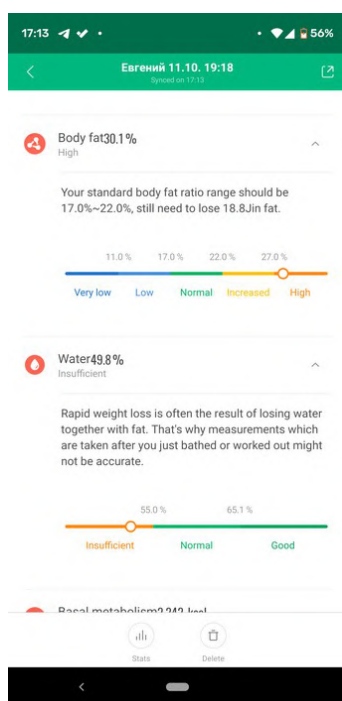 17:13
56%
Евгений 11.10. 19:18
Synced on 17:13
Body fat30.1%
High
Your standard body fat ratio range should be
17.0%~22.0%, still need to lose 18.8Jin fat.
11.0% 17.0% 22.0% 27.0%
Very low Low Normal Increased High
Water49.8%
Insufficient
Rapid weight loss is often the result of losing water
together with fat. That's why measurements which
are taken after you just bathed or worked out might
not be accurate.
55.0% 65.1%
Insufficient Normal Good
Basal metabolism2,242 kcal
Stats Delete